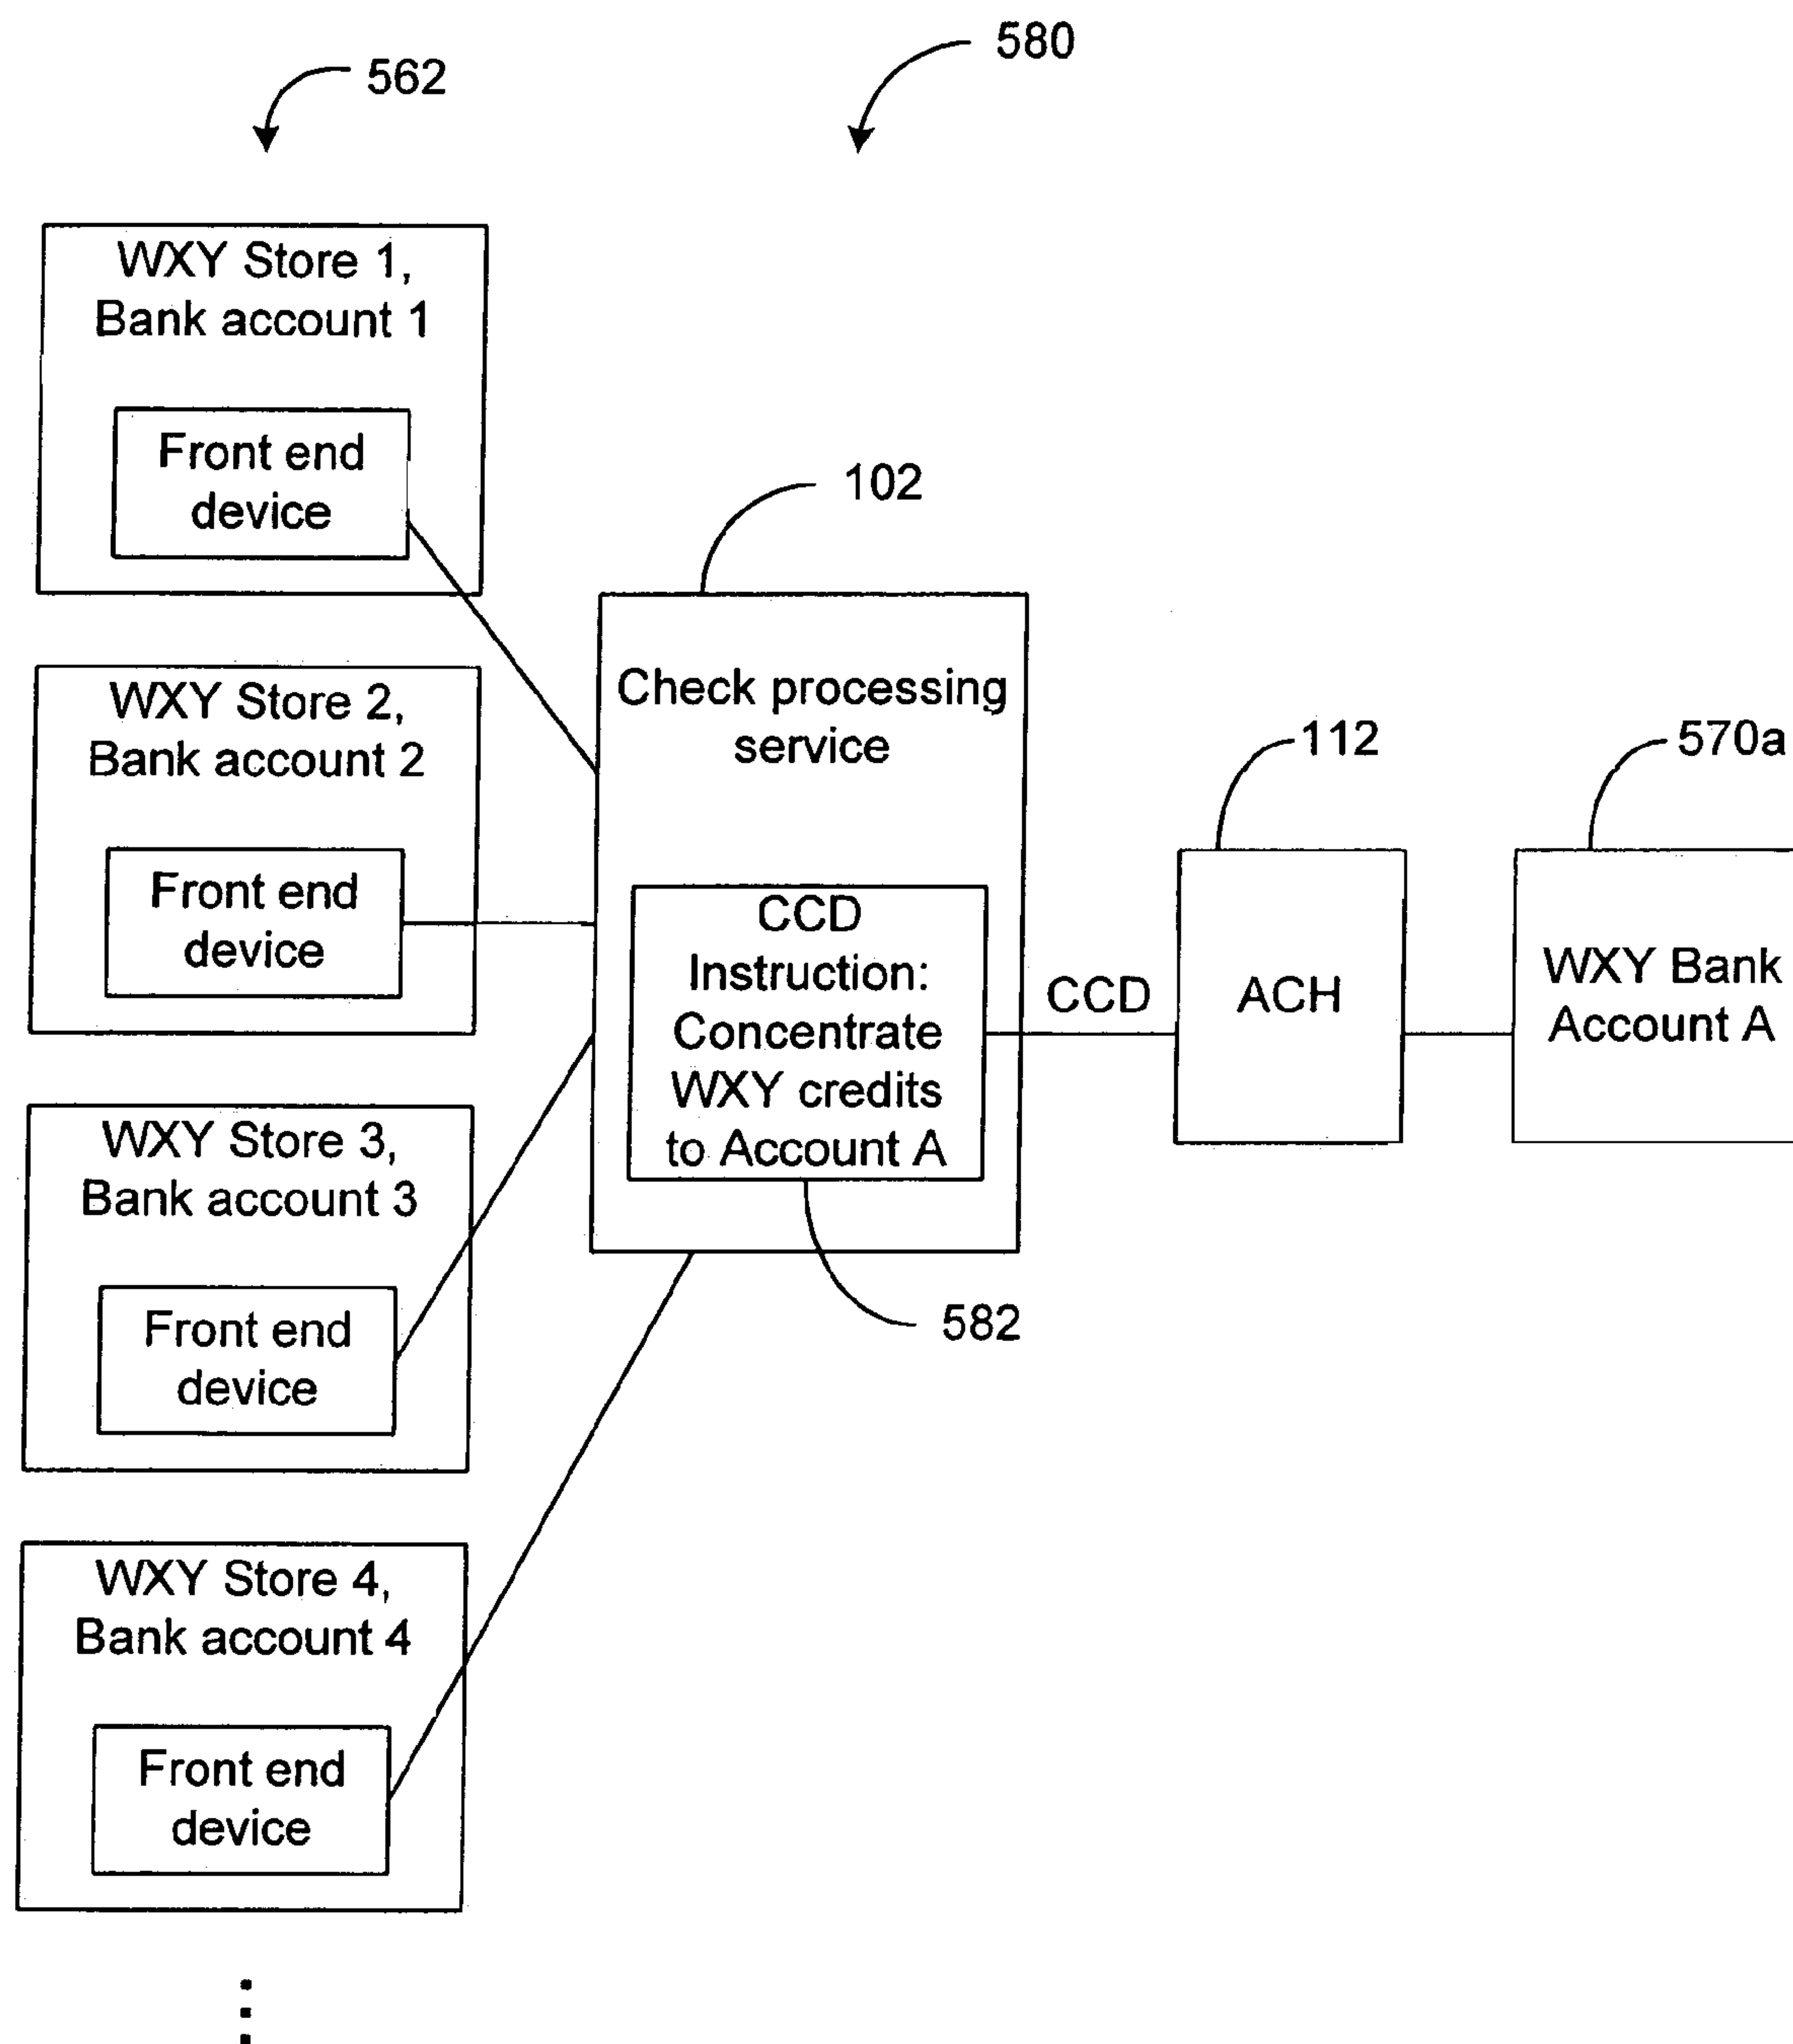 580
562
WXY Store 1,
Bank account 1
Front end
device
102
WXY Store 2,
Bank account 2
Front end
device
Check processing
service
CCD
Instruction:
Concentrate
WXY credits
to Account A
582
CCD
112
ACH
570a
WXY Bank
Account A
WXY Store 3,
Bank account 3
Front end
device
WXY Store 4,
Bank account 4
Front end
device